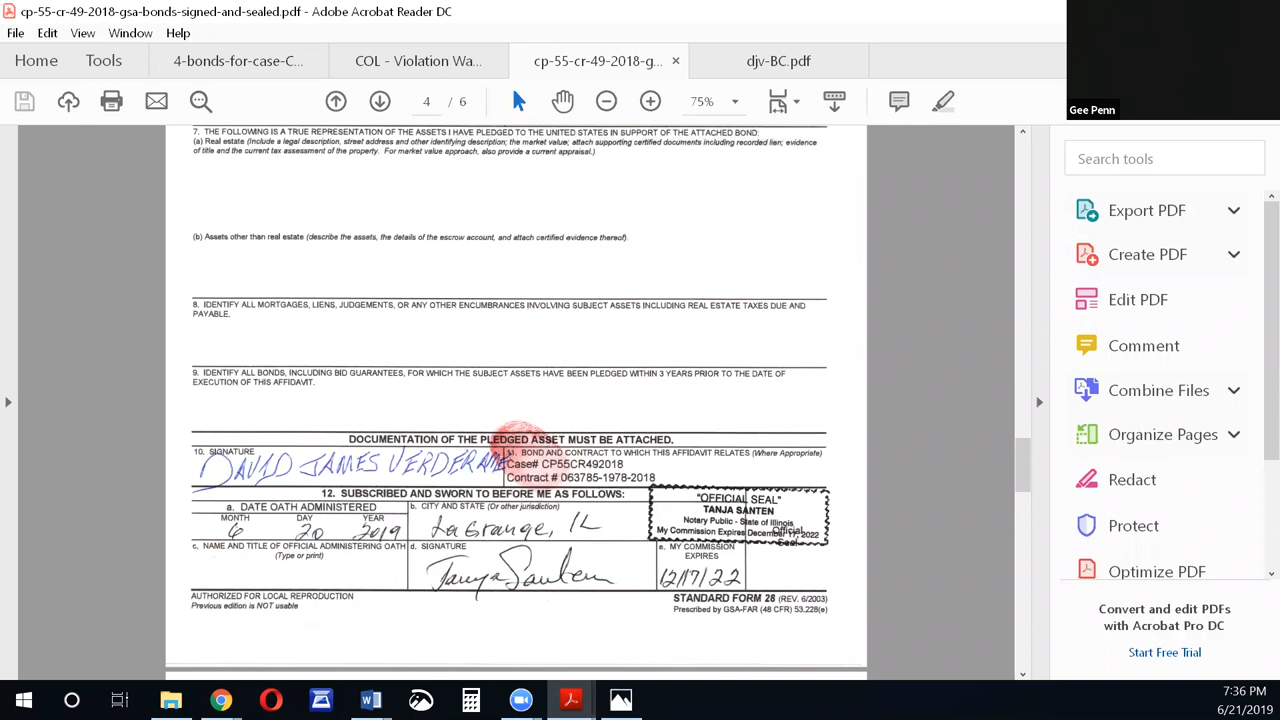 cp-55-cr-49-2018-gsa-bonds-signed-and-sealed.pdf - Adobe Acrobat Reader DC
File Edit View Window Help
Home Tools 4-bonds-for-case-C... COL - Violation Wa... cp-55-cr-49-2018-g... × djv-BC.pdf
4 / 6 75%
Gee Penn
Search tools
Export PDF
Create PDF
Edit PDF
Comment
Combine Files
Organize Pages
Redact
Protect
Optimize PDF
Convert and edit PDFs
with Acrobat Pro DC
Start Free Trial
7. THE FOLLOWING IS A TRUE REPRESENTATION OF THE ASSETS I HAVE PLEDGED TO THE UNITED STATES IN SUPPORT OF THE ATTACHED BOND:
(a) Real estate (Include a legal description, street address and other identifying description; the market value; attach supporting certified documents including recorded lien; evidence
of title and the current tax assessment of the property. For market value approach, also provide a current appraisal.)
(b) Assets other than real estate (describe the assets, the details of the escrow account, and attach certified evidence thereof).
8. IDENTIFY ALL MORTGAGES, LIENS, JUDGEMENTS, OR ANY OTHER ENCUMBRANCES INVOLVING SUBJECT ASSETS INCLUDING REAL ESTATE TAXES DUE AND
PAYABLE.
9. IDENTIFY ALL BONDS, INCLUDING BID GUARANTEES, FOR WHICH THE SUBJECT ASSETS HAVE BEEN PLEDGED WITHIN 3 YEARS PRIOR TO THE DATE OF
EXECUTION OF THIS AFFIDAVIT.
DOCUMENTATION OF THE PLEDGED ASSET MUST BE ATTACHED.
10. SIGNATURE
DAVID JAMES VERDERAME
11. BOND AND CONTRACT TO WHICH THIS AFFIDAVIT RELATES (Where Appropriate)
Case# CP55CR492018
Contract # 063785-1978-2018
12. SUBSCRIBED AND SWORN TO BEFORE ME AS FOLLOWS:
a. DATE OATH ADMINISTERED
MONTH DAY YEAR
6 20 2019
b. CITY AND STATE (Or other jurisdiction)
LaGrange, IL
"OFFICIAL SEAL"
TANJA SANTEN
Notary Public - State of Illinois
My Commission Expires December 17, 2022
Official
Seal
c. NAME AND TITLE OF OFFICIAL ADMINISTERING OATH
(Type or print)
d. SIGNATURE
Tanja Santen
e. MY COMMISSION
EXPIRES
12/17/22
AUTHORIZED FOR LOCAL REPRODUCTION
Previous edition is NOT usable
STANDARD FORM 28 (REV. 6/2003)
Prescribed by GSA-FAR (48 CFR) 53.228(e)
7:36 PM
6/21/2019